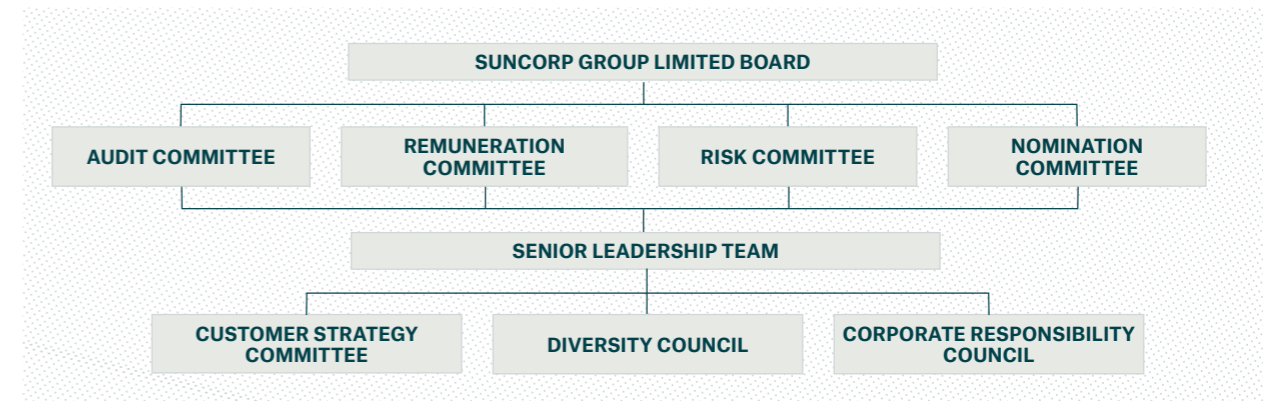 SUNCORP GROUP LIMITED BOARD
AUDIT COMMITTEE
REMUNERATION
COMMITTEE
RISK COMMITTEE
NOMINATION
COMMITTEE
SENIOR LEADERSHIP TEAM
CUSTOMER STRATEGY
COMMITTEE
DIVERSITY COUNCIL
CORPORATE RESPONSIBILITY
COUNCIL